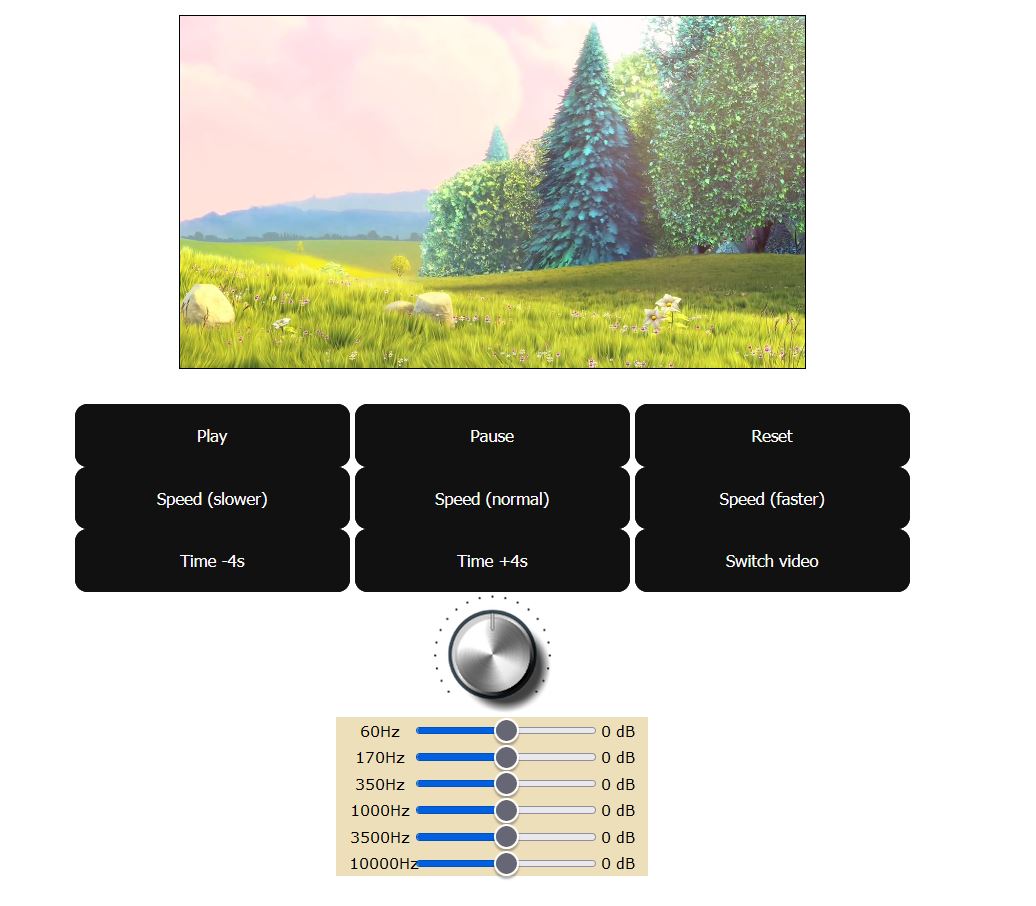 Play
Pause
Reset
Speed (slower)
Speed (normal)
Speed (faster)
Time -4s
Time +4s
Switch video
60Hz 0 dB
170Hz 0 dB
350Hz 0 dB
1000Hz 0 dB
3500Hz 0 dB
10000Hz 0 dB